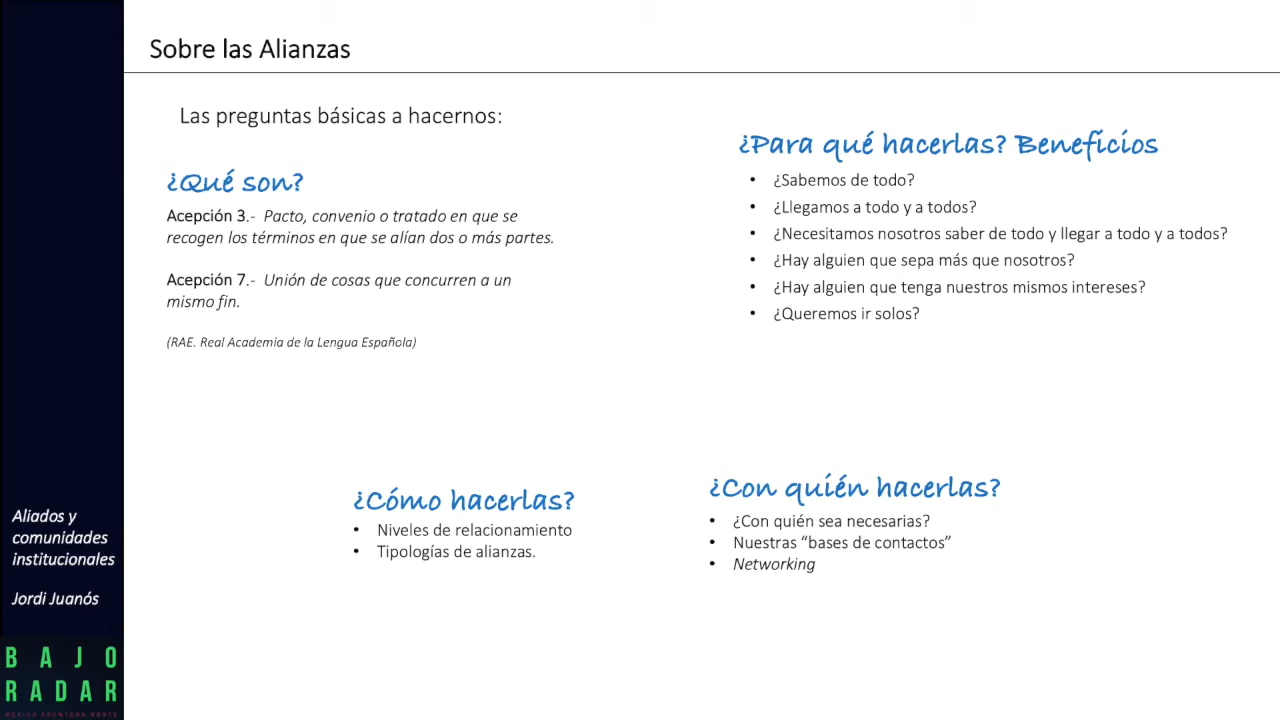 Sobre las Alianzas
Las preguntas básicas a hacernos:
¿Qué son?
Acepción 3.- Pacto, convenio o tratado en que se
recogen los términos en que se alían dos o más partes.
Acepción 7.- Unión de cosas que concurren a un
mismo fin.
(RAE. Real Academia de la Lengua Española)
¿Para qué hacerlas? Beneficios
• ¿Sabemos de todo?
• ¿Llegamos a todo y a todos?
• ¿Necesitamos nosotros saber de todo y llegar a todo y a todos?
• ¿Hay alguien que sepa más que nosotros?
• ¿Hay alguien que tenga nuestros mismos intereses?
• ¿Queremos ir solos?
¿Cómo hacerlas?
• Niveles de relacionamiento
• Tipologías de alianzas.
¿Con quién hacerlas?
• ¿Con quién sea necesarias?
• Nuestras “bases de contactos”
• Networking
Aliados y
comunidades
institucionales
Jordi Juanós
BAJO
RADAR
MÉXICO FRONTERA NORTE